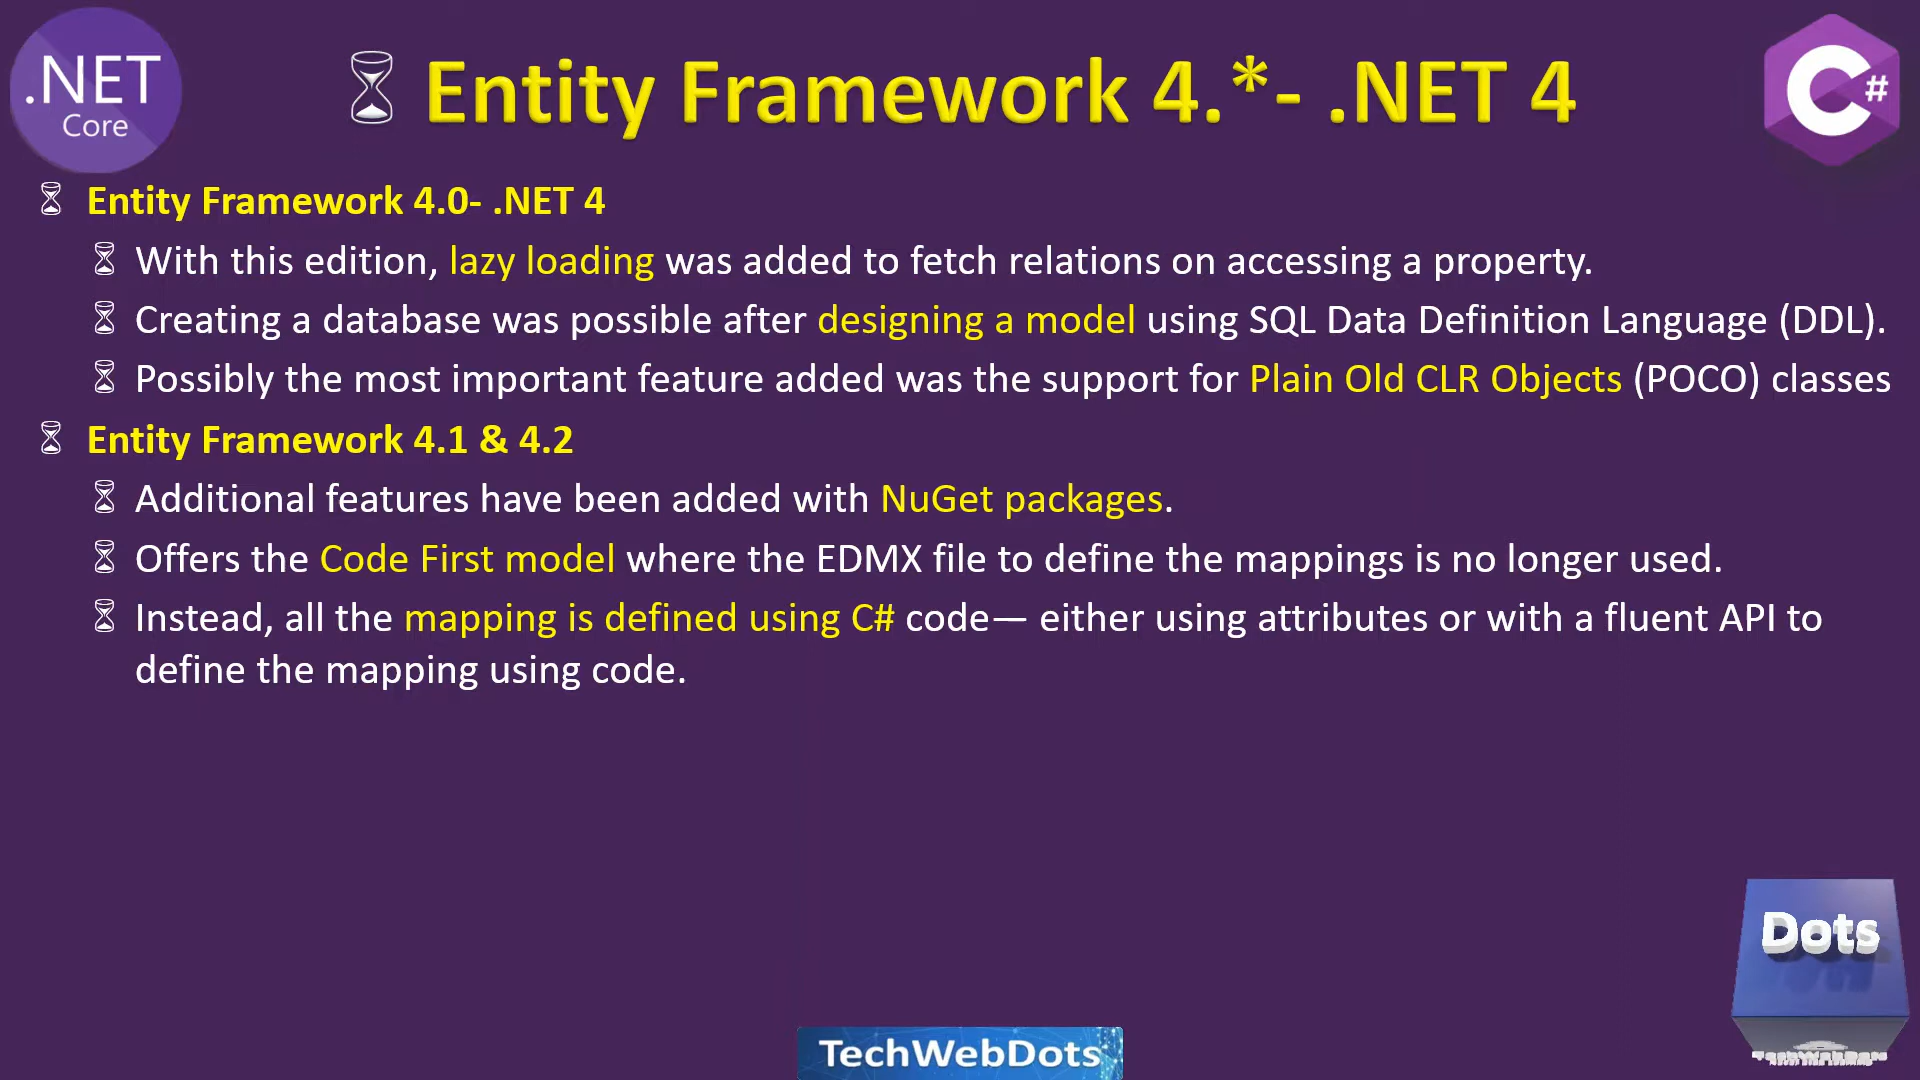 .NET
Core
Entity Framework 4.*- .NET 4
C#
Entity Framework 4.0- .NET 4
With this edition, lazy loading was added to fetch relations on accessing a property.
Creating a database was possible after designing a model using SQL Data Definition Language (DDL).
Possibly the most important feature added was the support for Plain Old CLR Objects (POCO) classes
Entity Framework 4.1 & 4.2
Additional features have been added with NuGet packages.
Offers the Code First model where the EDMX file to define the mappings is no longer used.
Instead, all the mapping is defined using C# code— either using attributes or with a fluent API to
define the mapping using code.
Dots
TechWebDots